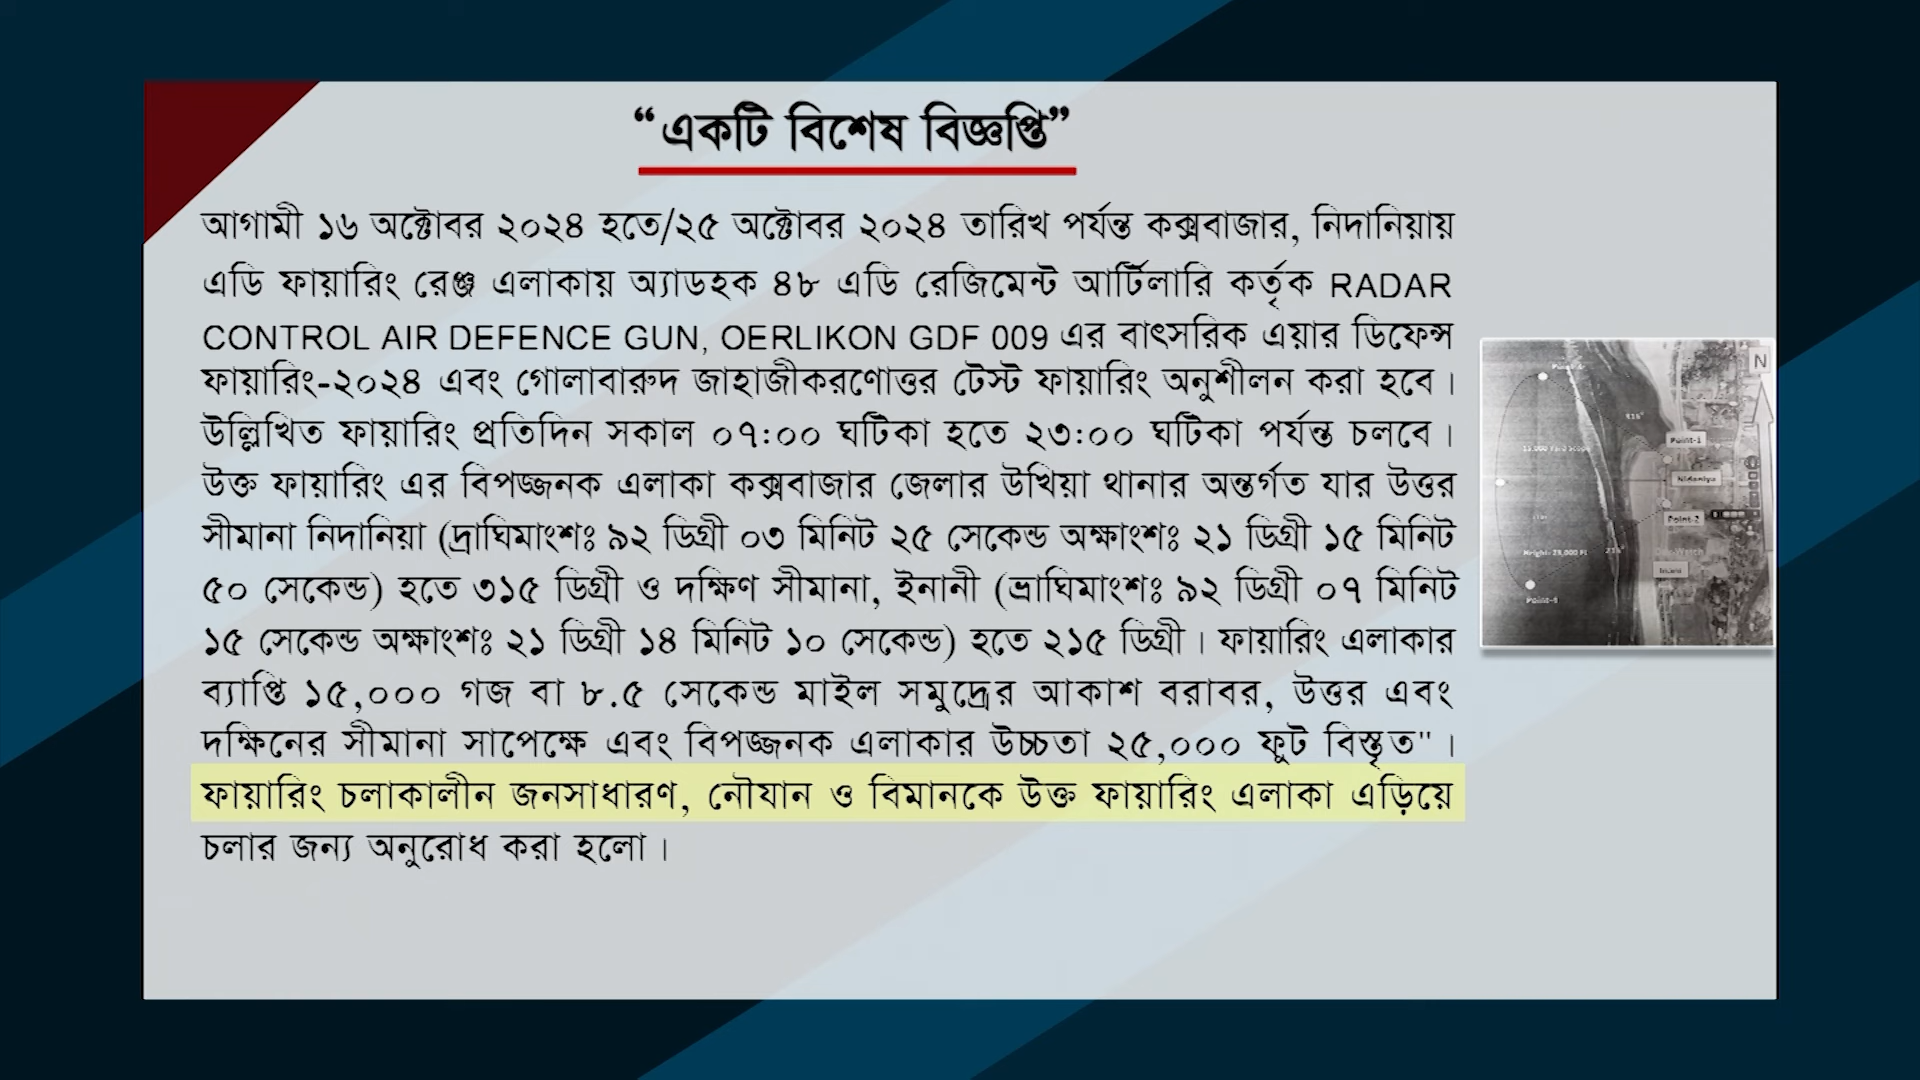 “একটি বিশেষ বিজ্ঞপ্তি”
আগামী ১৬ অক্টোবর ২০২৪ হতে/২৫ অক্টোবর ২০২৪ তারিখ পর্যন্ত কক্সবাজার, নিদানিয়ায়
এডি ফায়ারিং রেঞ্জ এলাকায় অ্যাডহক ৪৮ এডি রেজিমেন্ট আর্টিলারি কর্তৃক RADAR
CONTROL AIR DEFENCE GUN, OERLIKON GDF 009 এর বাৎসরিক এয়ার ডিফেন্স
ফায়ারিং-২০২৪ এবং গোলাবারুদ জাহাজীকরণোত্তর টেস্ট ফায়ারিং অনুশীলন করা হবে।
উল্লিখিত ফায়ারিং প্রতিদিন সকাল ০৭:০০ ঘটিকা হতে ২৩:০০ ঘটিকা পর্যন্ত চলবে।
উক্ত ফায়ারিং এর বিপজ্জনক এলাকা কক্সবাজার জেলার উখিয়া থানার অন্তর্গত যার উত্তর
সীমানা নিদানিয়া (দ্রাঘিমাংশঃ ৯২ ডিগ্রী ০৩ মিনিট ২৫ সেকেন্ড অক্ষাংশঃ ২১ ডিগ্রী ১৫ মিনিট
৫০ সেকেন্ড) হতে ৩১৫ ডিগ্রী ও দক্ষিণ সীমানা, ইনানী (ভ্রাঘিমাংশঃ ৯২ ডিগ্রী ০৭ মিনিট
১৫ সেকেন্ড অক্ষাংশঃ ২১ ডিগ্রী ১৪ মিনিট ১০ সেকেন্ড) হতে ২১৫ ডিগ্রী। ফায়ারিং এলাকার
ব্যাপ্তি ১৫,০০০ গজ বা ৮.৫ সেকেন্ড মাইল সমুদ্রের আকাশ বরাবর, উত্তর এবং
দক্ষিনের সীমানা সাপেক্ষে এবং বিপজ্জনক এলাকার উচ্চতা ২৫,০০০ ফুট বিস্তৃত"।
ফায়ারিং চলাকালীন জনসাধারণ, নৌযান ও বিমানকে উক্ত ফায়ারিং এলাকা এড়িয়ে
চলার জন্য অনুরোধ করা হলো।
N
Point-1
Nidaniya
Point-2
Inani
Point-4